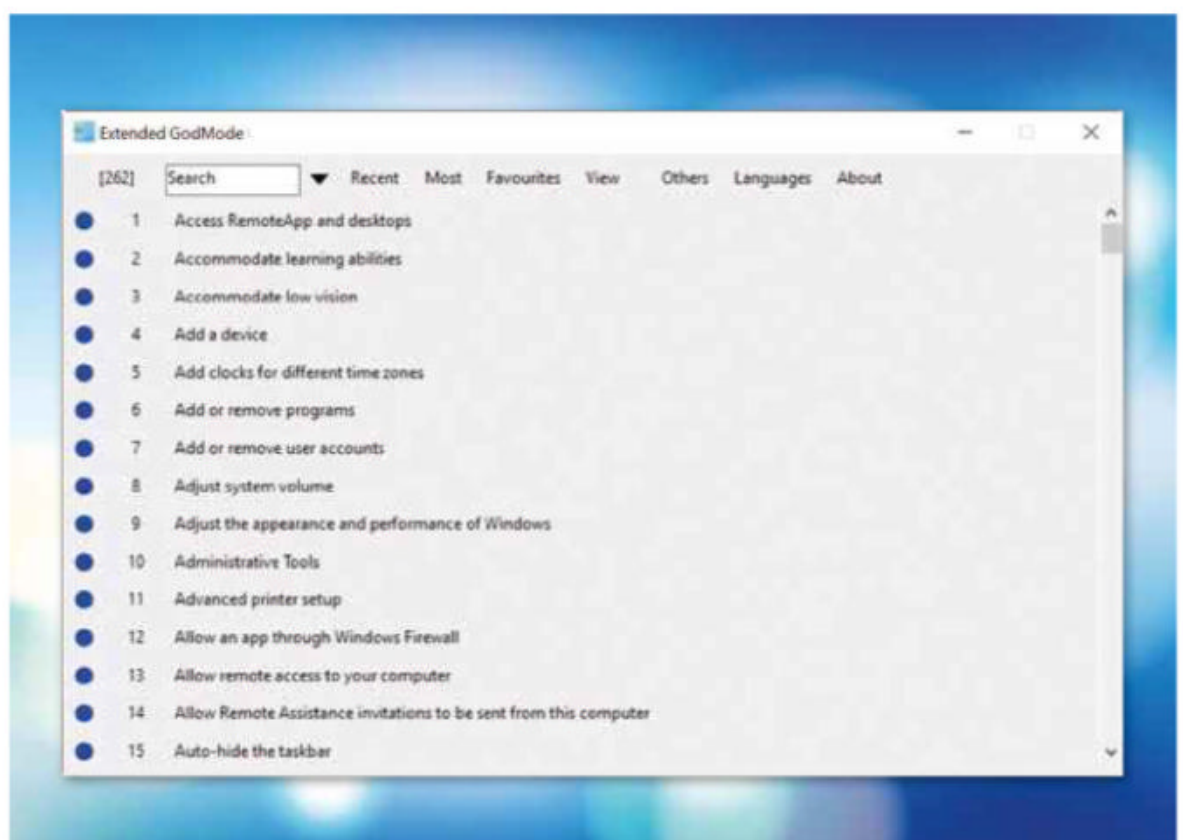 Extended GodMode
[262] Search Recent Most Favourites View Others Languages About
1 Access RemoteApp and desktops
2 Accommodate learning abilities
3 Accommodate low vision
4 Add a device
5 Add clocks for different time zones
6 Add or remove programs
7 Add or remove user accounts
8 Adjust system volume
9 Adjust the appearance and performance of Windows
10 Administrative Tools
11 Advanced printer setup
12 Allow an app through Windows Firewall
13 Allow remote access to your computer
14 Allow Remote Assistance invitations to be sent from this computer
15 Auto-hide the taskbar